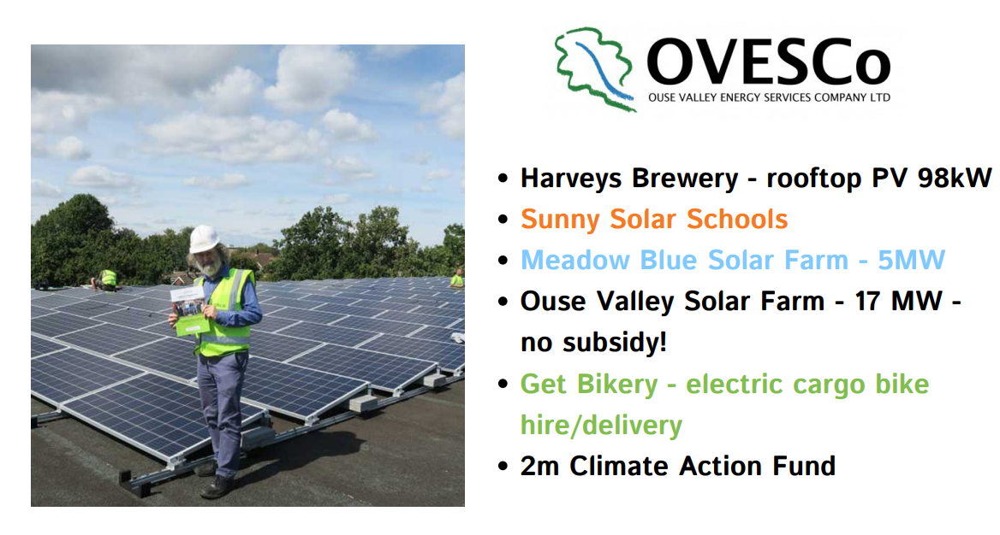 OVESCo
OUSE VALLEY ENERGY SERVICES COMPANY LTD
• Harveys Brewery - rooftop PV 98kW
• Sunny Solar Schools
• Meadow Blue Solar Farm - 5MW
• Ouse Valley Solar Farm - 17 MW -
no subsidy!
• Get Bikery - electric cargo bike
hire/delivery
• 2m Climate Action Fund